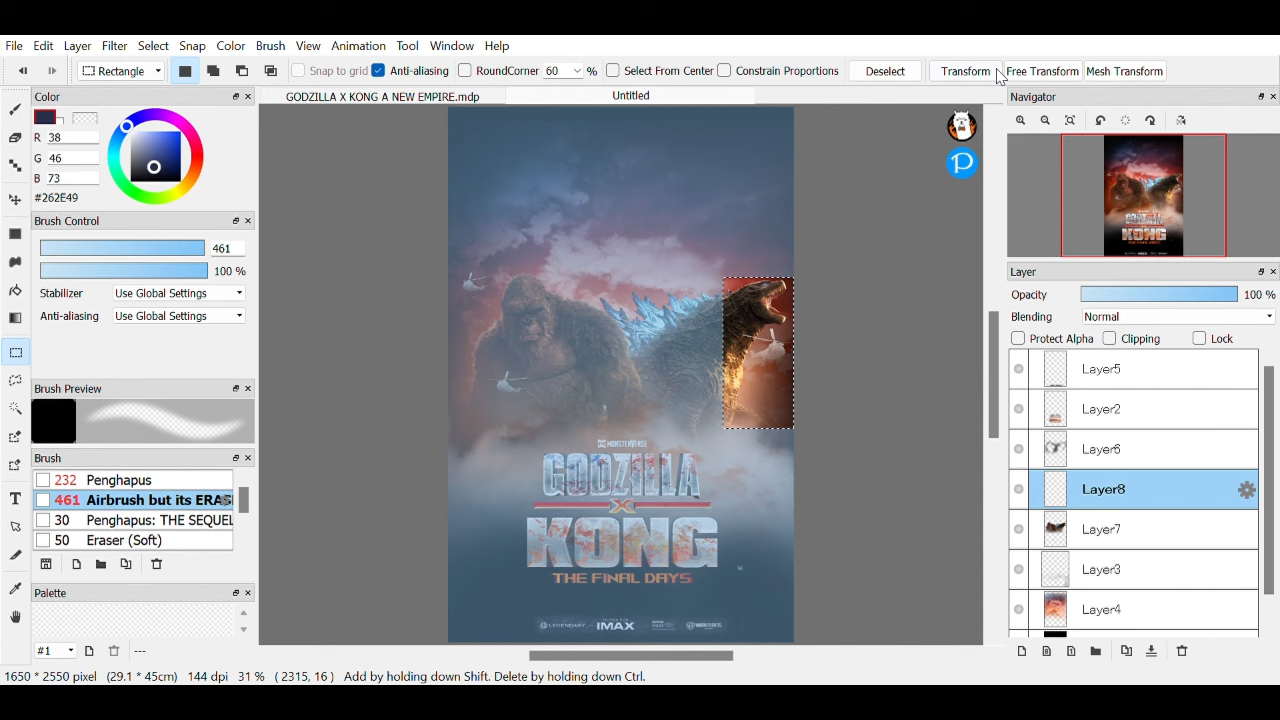 File Edit Layer Filter Select Snap Color Brush View Animation Tool Window Help
Rectangle Snap to grid Anti-aliasing RoundCorner 60 % Select From Center Constrain Proportions Deselect Transform Free Transform Mesh Transform
Color
R 38
G 46
B 73
#262E49
Brush Control
461
100 %
Stabilizer Use Global Settings
Anti-aliasing Use Global Settings
Brush Preview
Brush
232 Penghapus
461 Airbrush but its ERAS
30 Penghapus: THE SEQUEL
50 Eraser (Soft)
Palette
#1 ---
GODZILLA X KONG A NEW EMPIRE.mdp Untitled
MONSTERVERSE
GODZILLA
X
KONG
THE FINAL DAYS
LEGENDARY IMAX
Navigator
Layer
Opacity 100 %
Blending Normal
Protect Alpha Clipping Lock
Layer5
Layer2
Layer6
Layer8
Layer7
Layer3
Layer4
1650 * 2550 pixel (29.1 * 45cm) 144 dpi 31 % ( 2315, 16 ) Add by holding down Shift. Delete by holding down Ctrl.